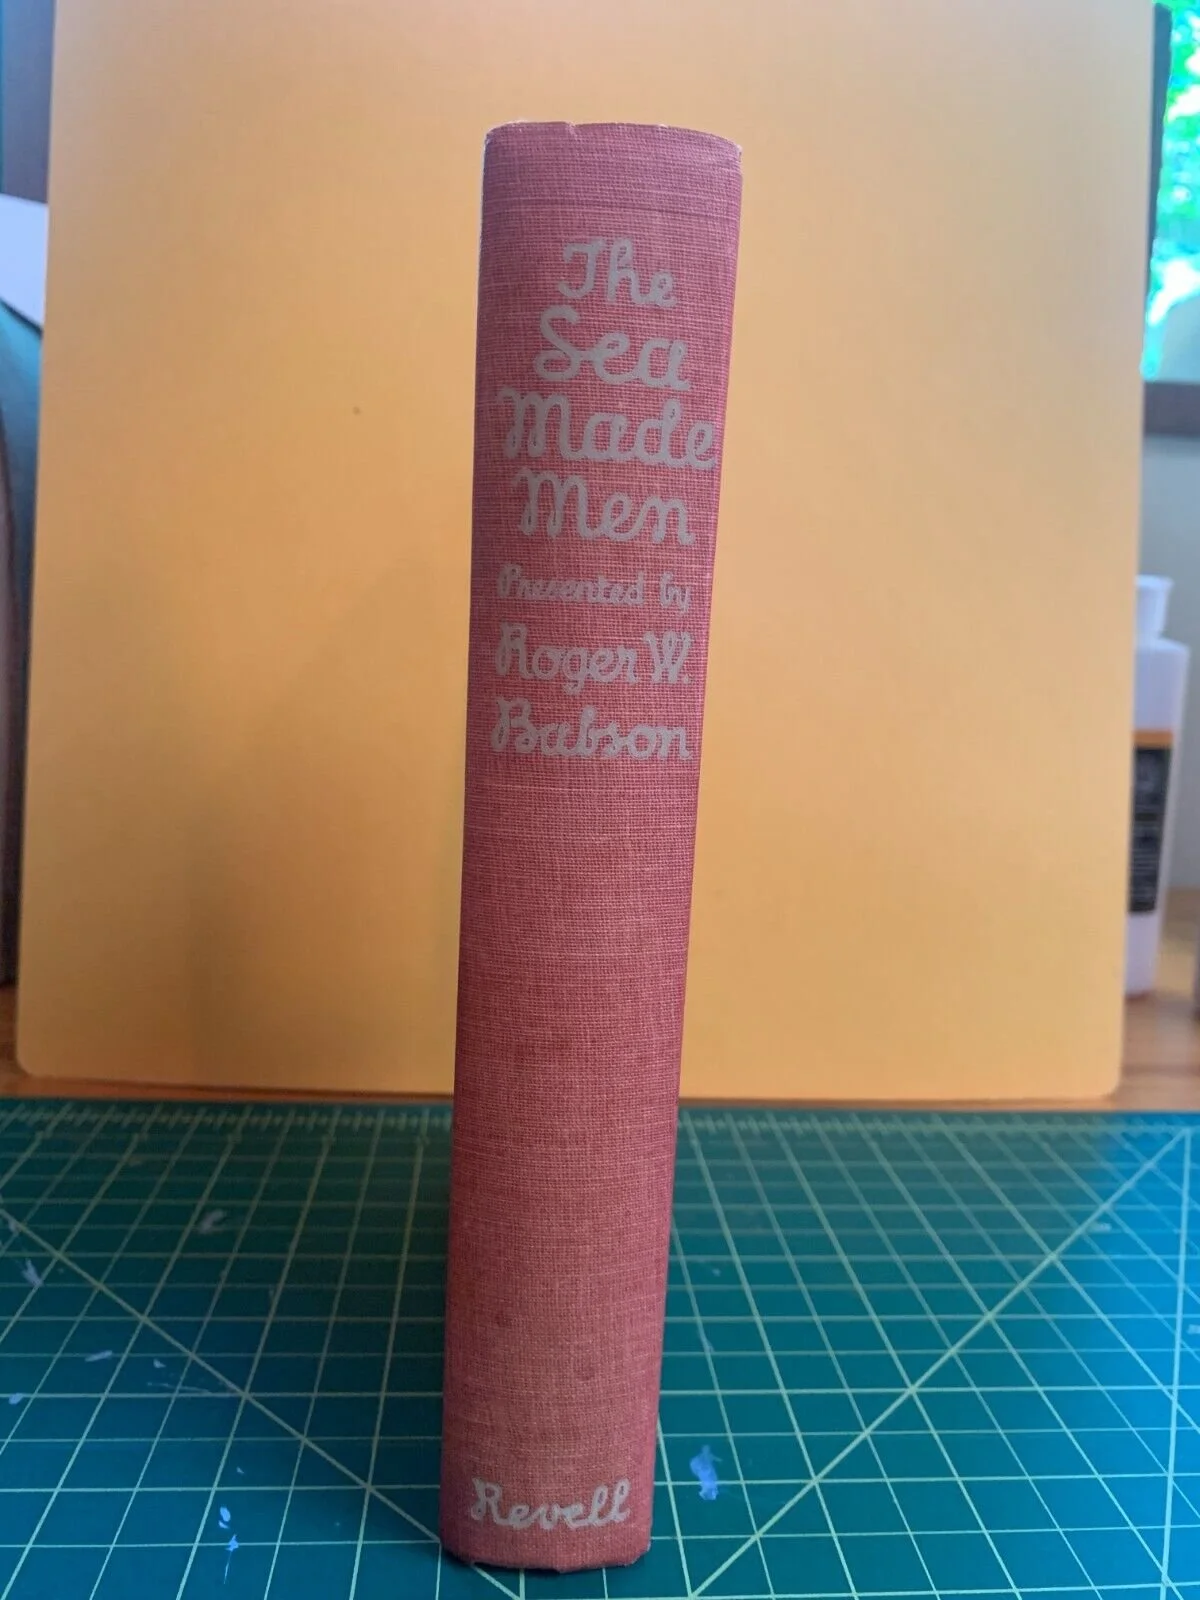 The
Sea
Made
Men
Presented by
Roger W.
Babson
Revell